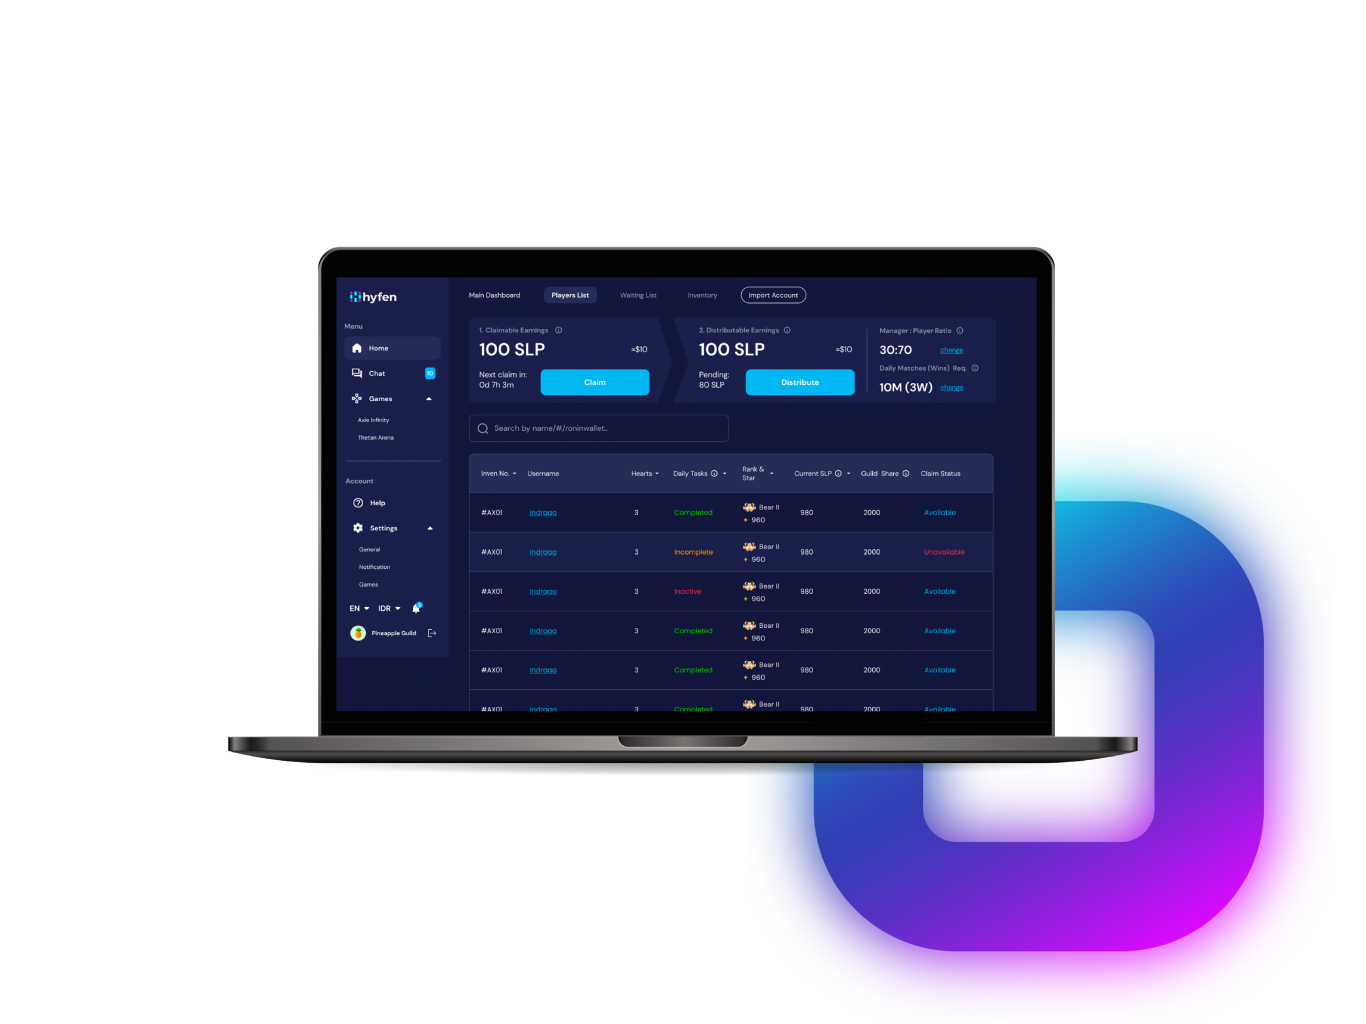 hyfen
Menu
Home
Chat 10
Games
Axie Infinity
Thetan Arena
Account
Help
Settings
General
Notification
Games
EN IDR
Pineapple Guild
Main Dashboard Players List Waiting List Inventory Import Account
1. Claimable Earnings
100 SLP ≈$10
Next claim in:
0d 7h 3m
Claim
2. Distributable Earnings
100 SLP ≈$10
Pending:
80 SLP
Distribute
Manager : Player Ratio
30:70 change
Daily Matches (Wins) Req.
10M (3W) change
Search by name/#/roninwallet..
Inven No. Username Hearts Daily Tasks Rank & Star Current SLP Guild Share Claim Status
#AX01 Indraaa 3 Completed Bear II 960 980 2000 Available
#AX01 Indraaa 3 Incomplete Bear II 960 980 2000 Unavailable
#AX01 Indraaa 3 Inactive Bear II 960 980 2000 Available
#AX01 Indraaa 3 Completed Bear II 960 980 2000 Available
#AX01 Indraaa 3 Completed Bear II 960 980 2000 Available
#AX01 Indraaa 3 Completed Bear II 980 2000 Available